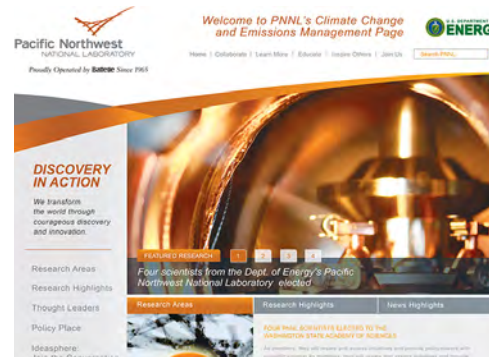 Pacific Northwest
NATIONAL LABORATORY
Proudly Operated by Battelle Since 1965
Welcome to PNNL's Climate Change
and Emissions Management Page
U.S. DEPARTMENT
ENERG
Home | Collaborate | Learn More | Educate | Inspire Others | Join Us
Search PNNL
DISCOVERY
IN ACTION
We transform
the world through
courageous discovery
and innovation.
Research Areas
Research Highlights
Thought Leaders
Policy Place
Ideasphere:
FEATURED RESEARCH 1 2 3 4
Four scientists from the Dept. of Energy's Pacific
Northwest National Laboratory elected
Research Areas
Research Highlights
News Highlights
FOUR PNNL SCIENTISTS ELECTED TO THE
WASHINGTON STATE ACADEMY OF SCIENCES